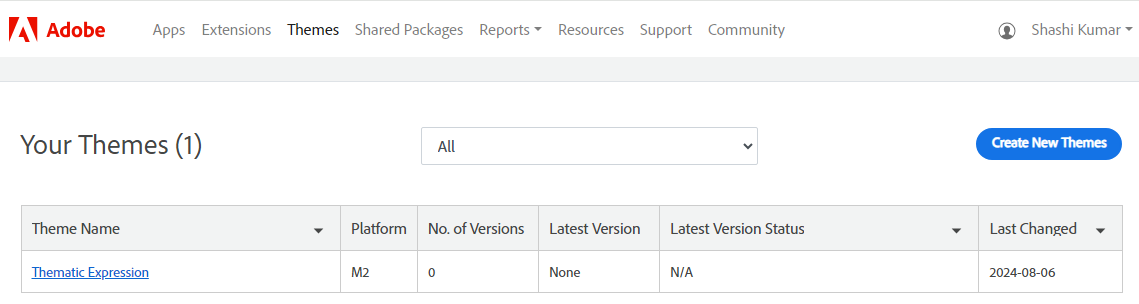 Adobe Apps Extensions Themes Shared Packages Reports Resources Support Community Shashi Kumar
Your Themes (1) All Create New Themes
Theme Name Platform No. of Versions Latest Version Latest Version Status Last Changed
Thematic Expression M2 0 None N/A 2024-08-06